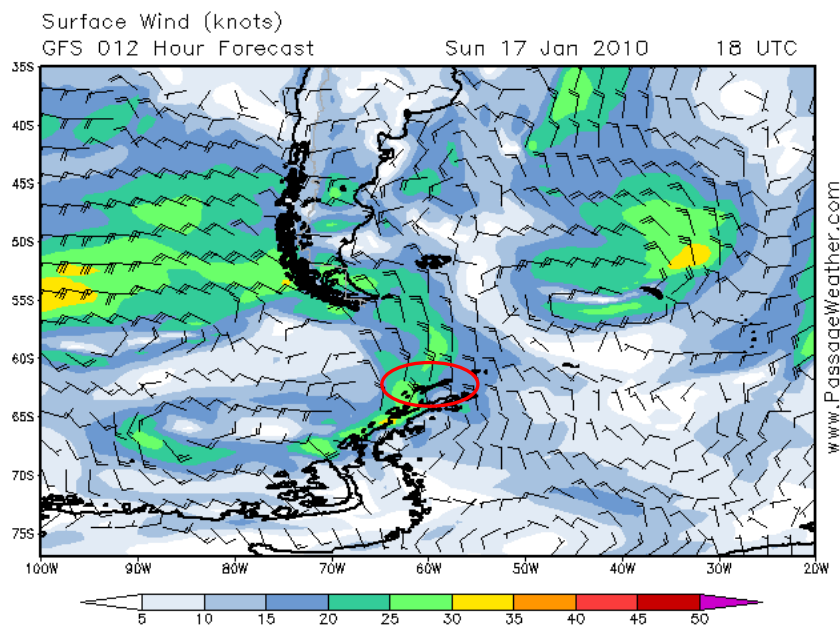 Surface Wind (knots)
GFS 012 Hour Forecast Sun 17 Jan 2010 18 UTC
35S
40S
45S
50S
55S
60S
65S
70S
75S
100W 90W 80W 70W 60W 50W 40W 30W 20W
5 10 15 20 25 30 35 40 45 50
www.PassageWeather.com